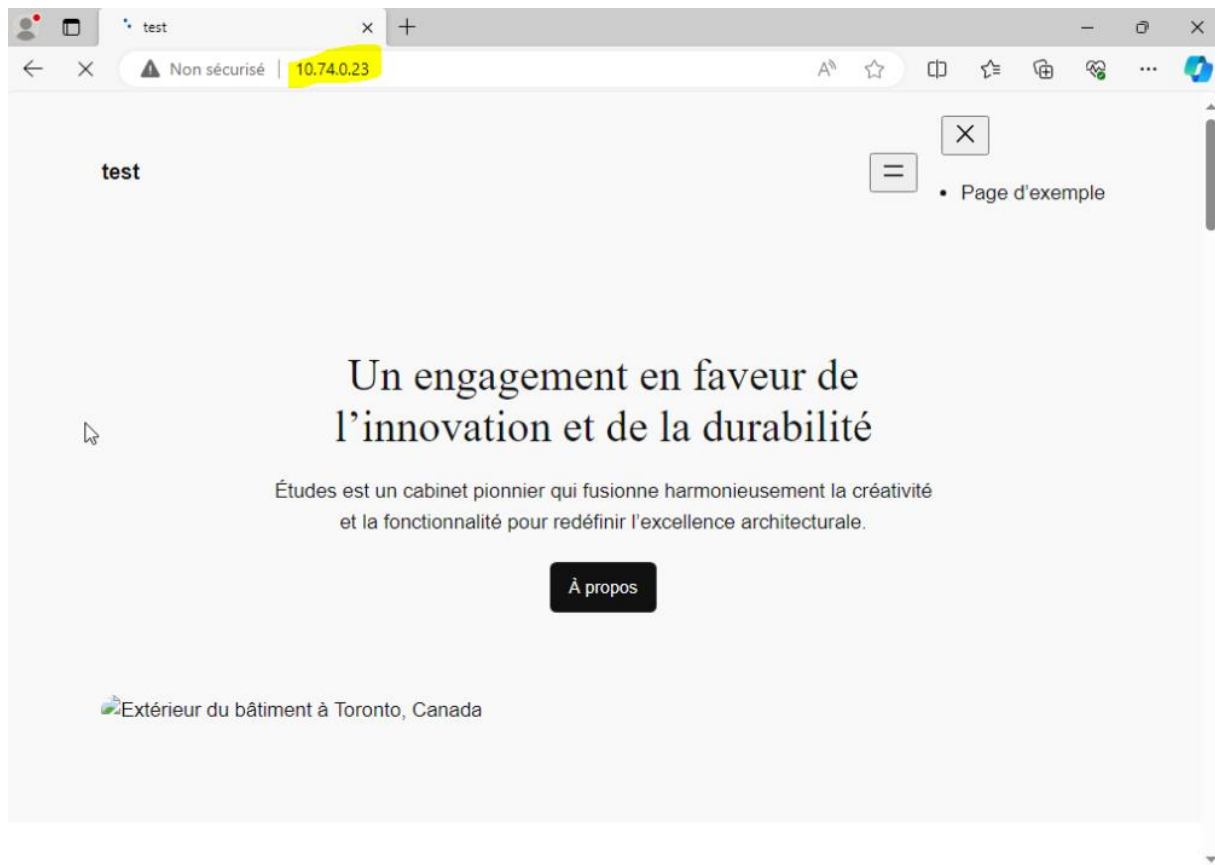 test
Non sécurisé
10.74.0.23
test
Page d'exemple
Un engagement en faveur de
l’innovation et de la durabilité
Études est un cabinet pionnier qui fusionne harmonieusement la créativité
et la fonctionnalité pour redéfinir l’excellence architecturale.
À propos
Extérieur du bâtiment à Toronto, Canada